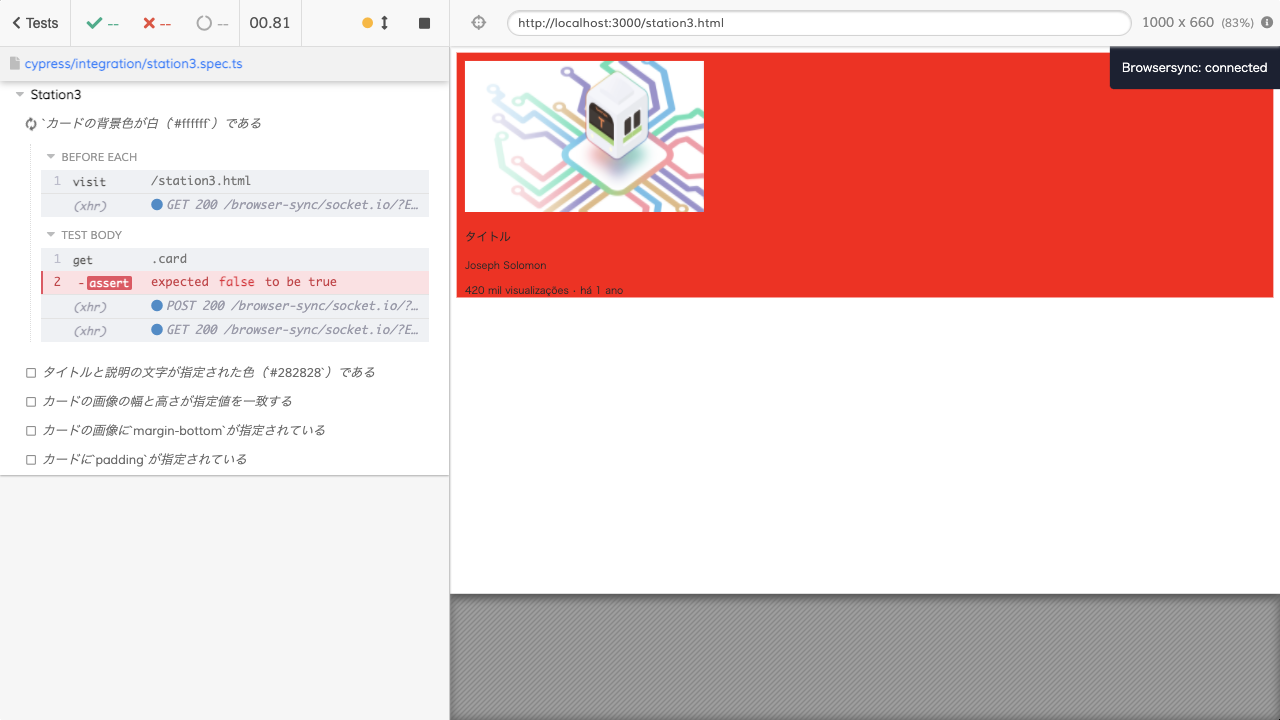 Tests
--
--
--
00.81
http://localhost:3000/station3.html
1000 x 660 (83%)
cypress/integration/station3.spec.ts
Browsersync: connected
Station3
`カードの背景色が白（'#ffffff`）である
BEFORE EACH
1 visit /station3.html
(xhr) GET 200 /browser-sync/socket.io/?E…
TEST BODY
1 get .card
2 -assert expected false to be true
(xhr) POST 200 /browser-sync/socket.io/?…
(xhr) GET 200 /browser-sync/socket.io/?E…
タイトルと説明の文字が指定された色（'#282828`）である
カードの画像の幅と高さが指定値を一致する
カードの画像に`margin-bottom`が指定されている
カードに`padding`が指定されている
T
タイトル
Joseph Solomon
420 mil visualizações・há 1 ano